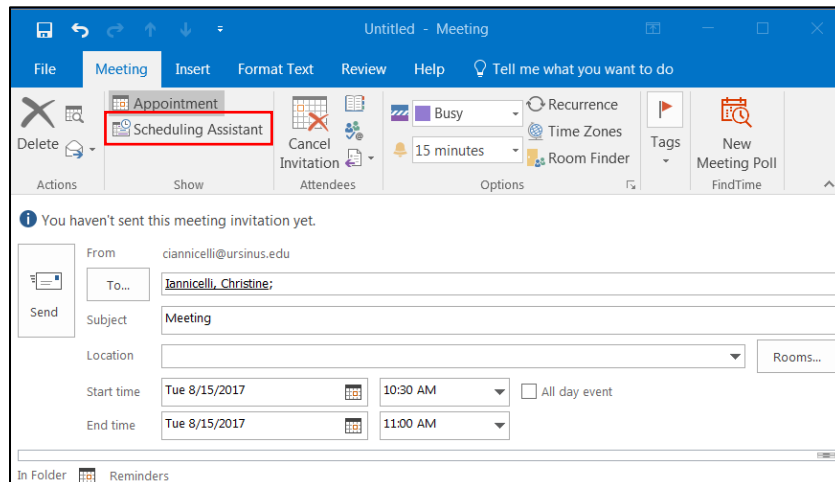 Untitled - Meeting
File Meeting Insert Format Text Review Help Tell me what you want to do
Delete
Actions
Appointment
Scheduling Assistant
Show
Cancel
Invitation
Attendees
Busy
15 minutes
Recurrence
Time Zones
Room Finder
Options
Tags
New
Meeting Poll
FindTime
You haven't sent this meeting invitation yet.
Send
From ciannicelli@ursinus.edu
To... Iannicelli, Christine;
Subject Meeting
Location Rooms...
Start time Tue 8/15/2017 10:30 AM All day event
End time Tue 8/15/2017 11:00 AM
In Folder Reminders